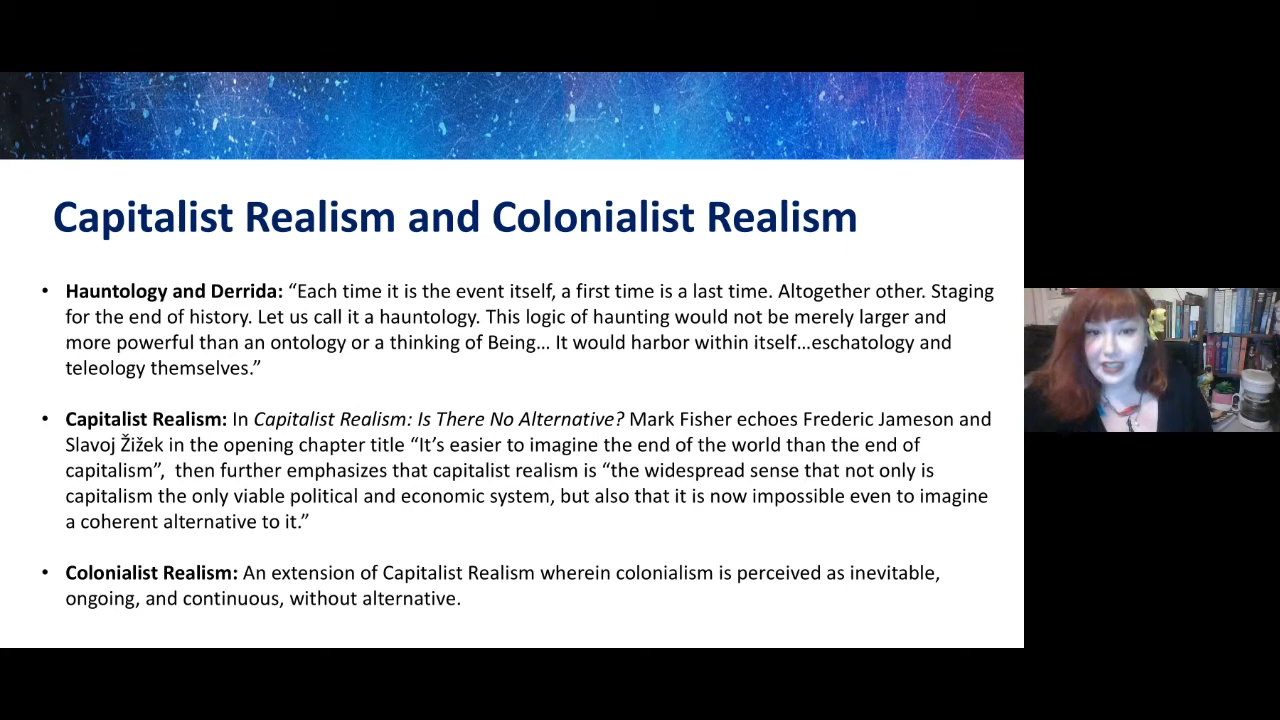 Capitalist Realism and Colonialist Realism
• Hauntology and Derrida: “Each time it is the event itself, a first time is a last time. Altogether other. Staging
for the end of history. Let us call it a hauntology. This logic of haunting would not be merely larger and
more powerful than an ontology or a thinking of Being… It would harbor within itself…eschatology and
teleology themselves.”
• Capitalist Realism: In Capitalist Realism: Is There No Alternative? Mark Fisher echoes Frederic Jameson and
Slavoj Žižek in the opening chapter title “It’s easier to imagine the end of the world than the end of
capitalism”, then further emphasizes that capitalist realism is “the widespread sense that not only is
capitalism the only viable political and economic system, but also that it is now impossible even to imagine
a coherent alternative to it.”
• Colonialist Realism: An extension of Capitalist Realism wherein colonialism is perceived as inevitable,
ongoing, and continuous, without alternative.